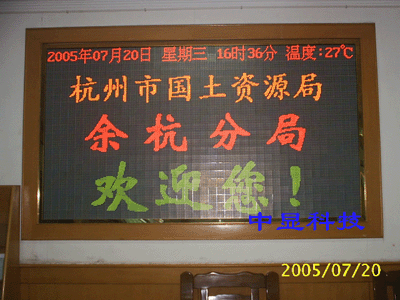 2005年07月20日 星期三 16时36分 温度:27℃
杭州市国土资源局
余杭分局
欢迎您!
中显科技
2005/07/20